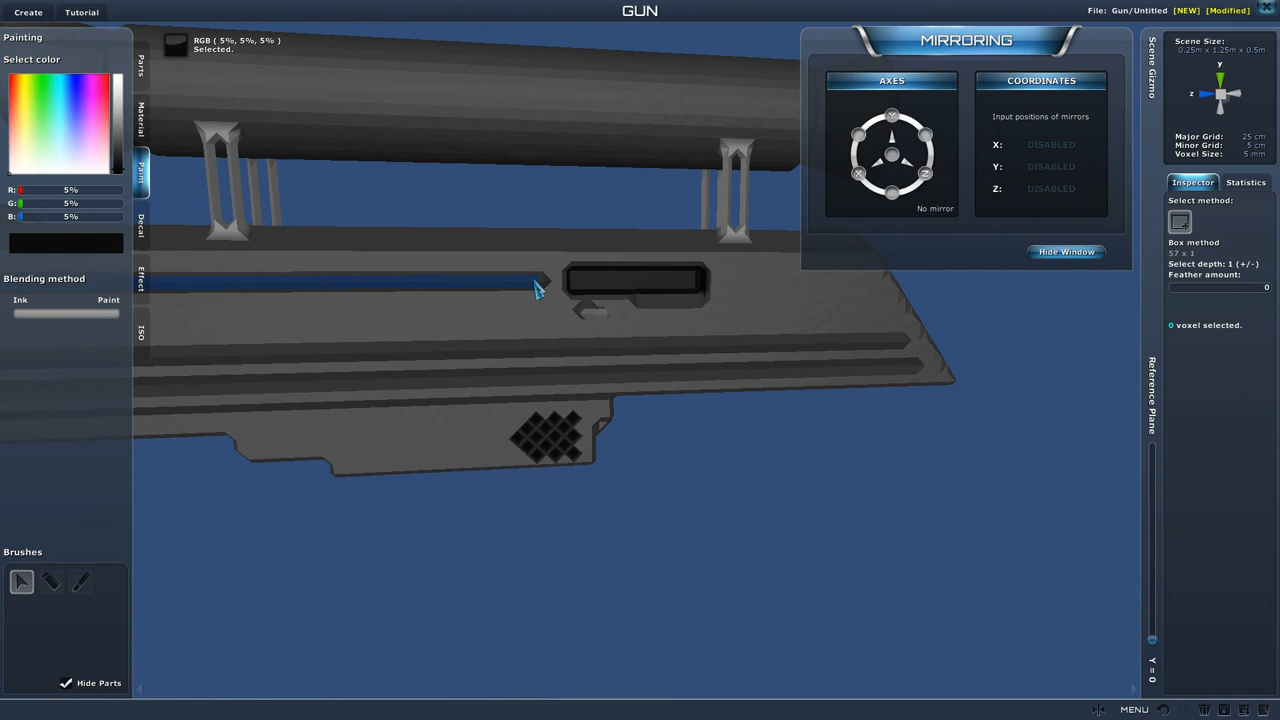 Create
Tutorial
GUN
File: Gun/Untitled [NEW] [Modified]
Painting
Select color
R: 5%
G: 5%
B: 5%
Blending method
Ink Paint
Brushes
Hide Parts
Parts
Material
Paint
Decal
Effect
ISO
RGB ( 5%, 5%, 5% )
Selected.
MIRRORING
AXES
Y
X
Z
No mirror
COORDINATES
Input positions of mirrors
X: DISABLED
Y: DISABLED
Z: DISABLED
Hide Window
Scene Gizmo
Reference Plane
Y = 0
Scene Size:
0.25m x 1.25m x 0.5m
y
z
Major Grid: 25 cm
Minor Grid: 5 cm
Voxel Size: 5 mm
Inspector
Statistics
Select method:
Box method
57 x 1
Select depth: 1 (+/-)
Feather amount:
0
0 voxel selected.
MENU